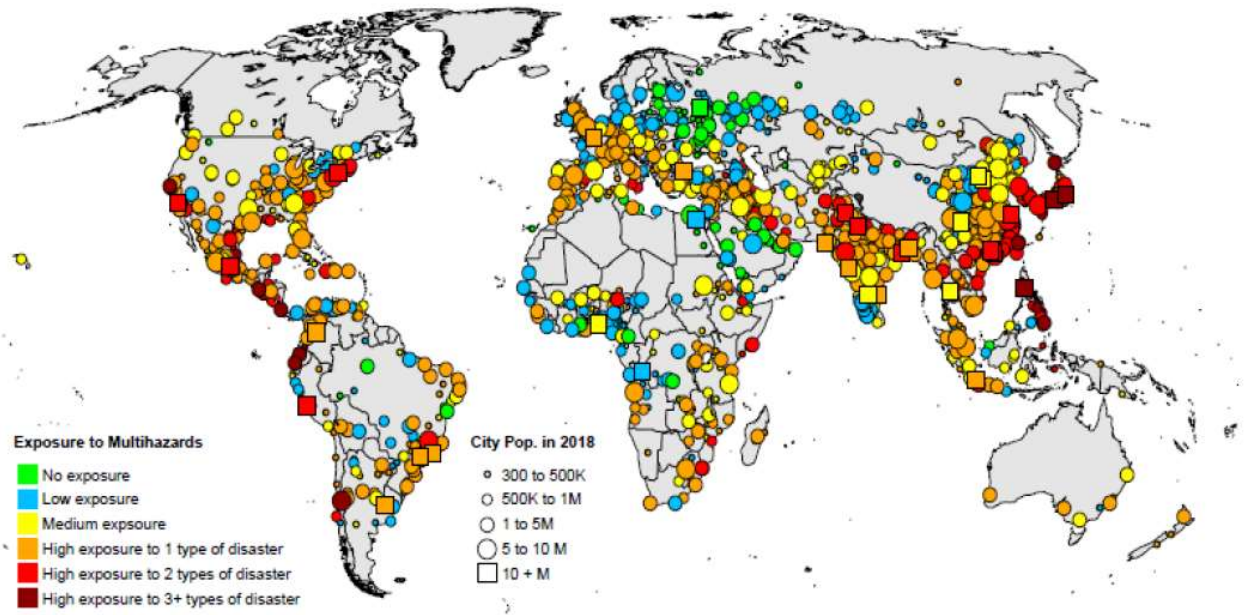 Exposure to Multihazards
No exposure
Low exposure
Medium expsoure
High exposure to 1 type of disaster
High exposure to 2 types of disaster
High exposure to 3+ types of disaster
City Pop. in 2018
300 to 500K
500K to 1M
1 to 5M
5 to 10 M
10 + M